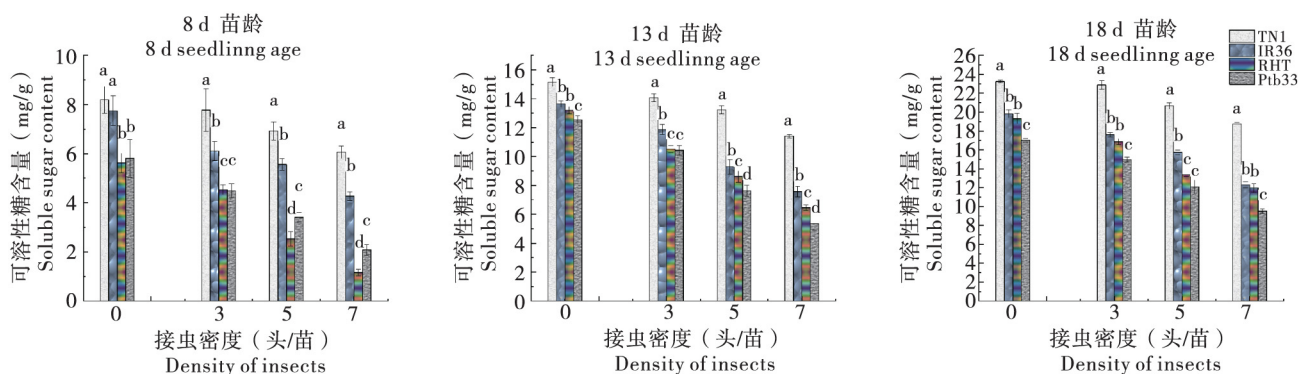 8 d 苗龄
8 d seedlinng age
可溶性糖含量（mg/g）
Soluble sugar content
10
8
6
4
2
0
a a
b b
a
b
cc
a
b
d
c
a
b
d
c
0 3 5 7
接虫密度（头/苗）
Density of insects
13 d 苗龄
13 d seedlinng age
可溶性糖含量（mg/g）
Soluble sugar content
16
14
12
10
8
6
4
2
0
a
b
b
c
a
b
cc
a
b
c
d
a
b
c
d
0 3 5 7
接虫密度（头/苗）
Density of insects
18 d 苗龄
18 d seedlinng age
TN1
IR36
RHT
Ptb33
可溶性糖含量（mg/g）
Soluble sugar content
26
24
22
20
18
16
14
12
10
8
6
4
2
0
a
b b
c
a
b
b
c
a
b
c
c
a
b b
c
0 3 5 7
接虫密度（头/苗）
Density of insects